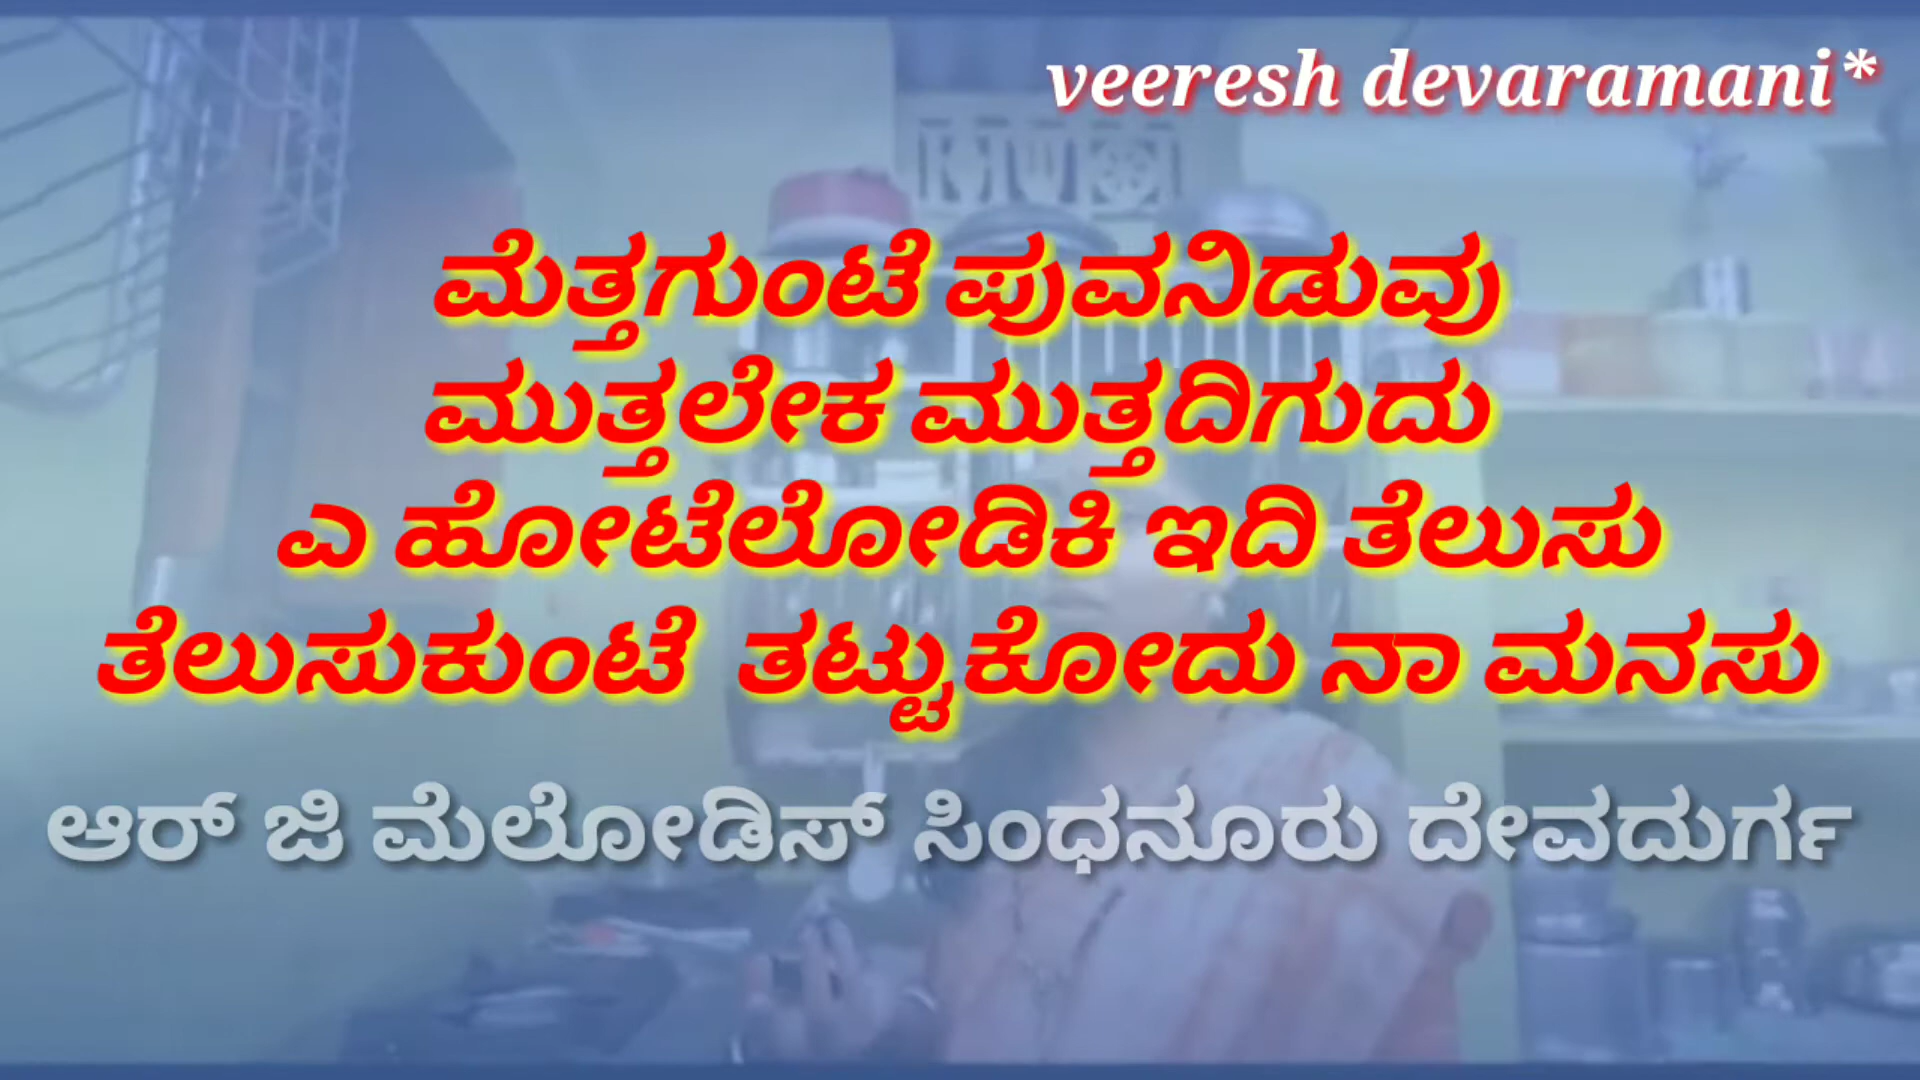 veeresh devaramani*
ಮೆತ್ತಗುಂಟೆ ಪುವನಿಡುವು
ಮುತ್ತಲೇಕ ಮುತ್ತದಿಗುದು
ಎ ಹೋಟೆಲೋಡಿಕಿ ಇದಿ ತೆಲುಸು
ತೆಲುಸುಕುಂಟೆ ತಟ್ಟುಕೋದು ನಾ ಮನಸು
ಆರ್ ಜಿ ಮೆಲೋಡಿಸ್ ಸಿಂಧನೂರು ದೇವದುರ್ಗ